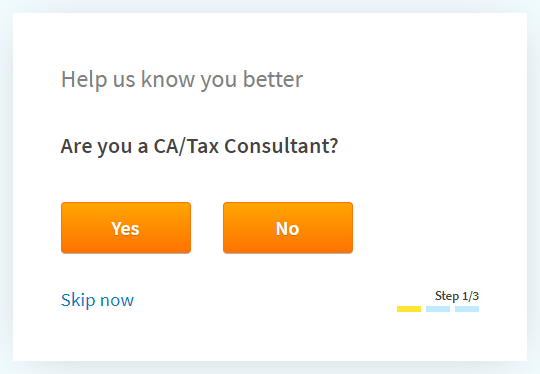 Help us know you better
Are you a CA/Tax Consultant?
Yes No
Skip now
Step 1/3